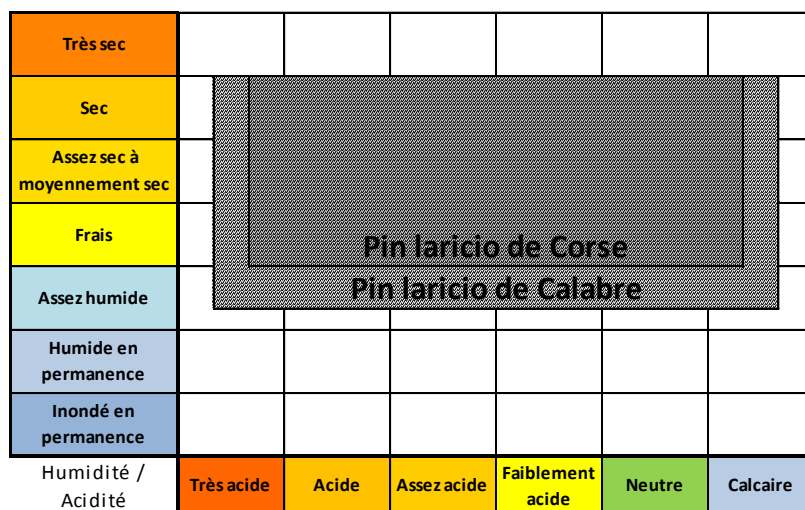 Très sec
Sec
Assez sec à
moyennement sec
Frais
Pin laricio de Corse
Assez humide
Pin laricio de Calabre
Humide en
permanence
Inondé en
permanence
Humidité /
Acidité
Très acide
Acide
Assez acide
Faiblement
acide
Neutre
Calcaire